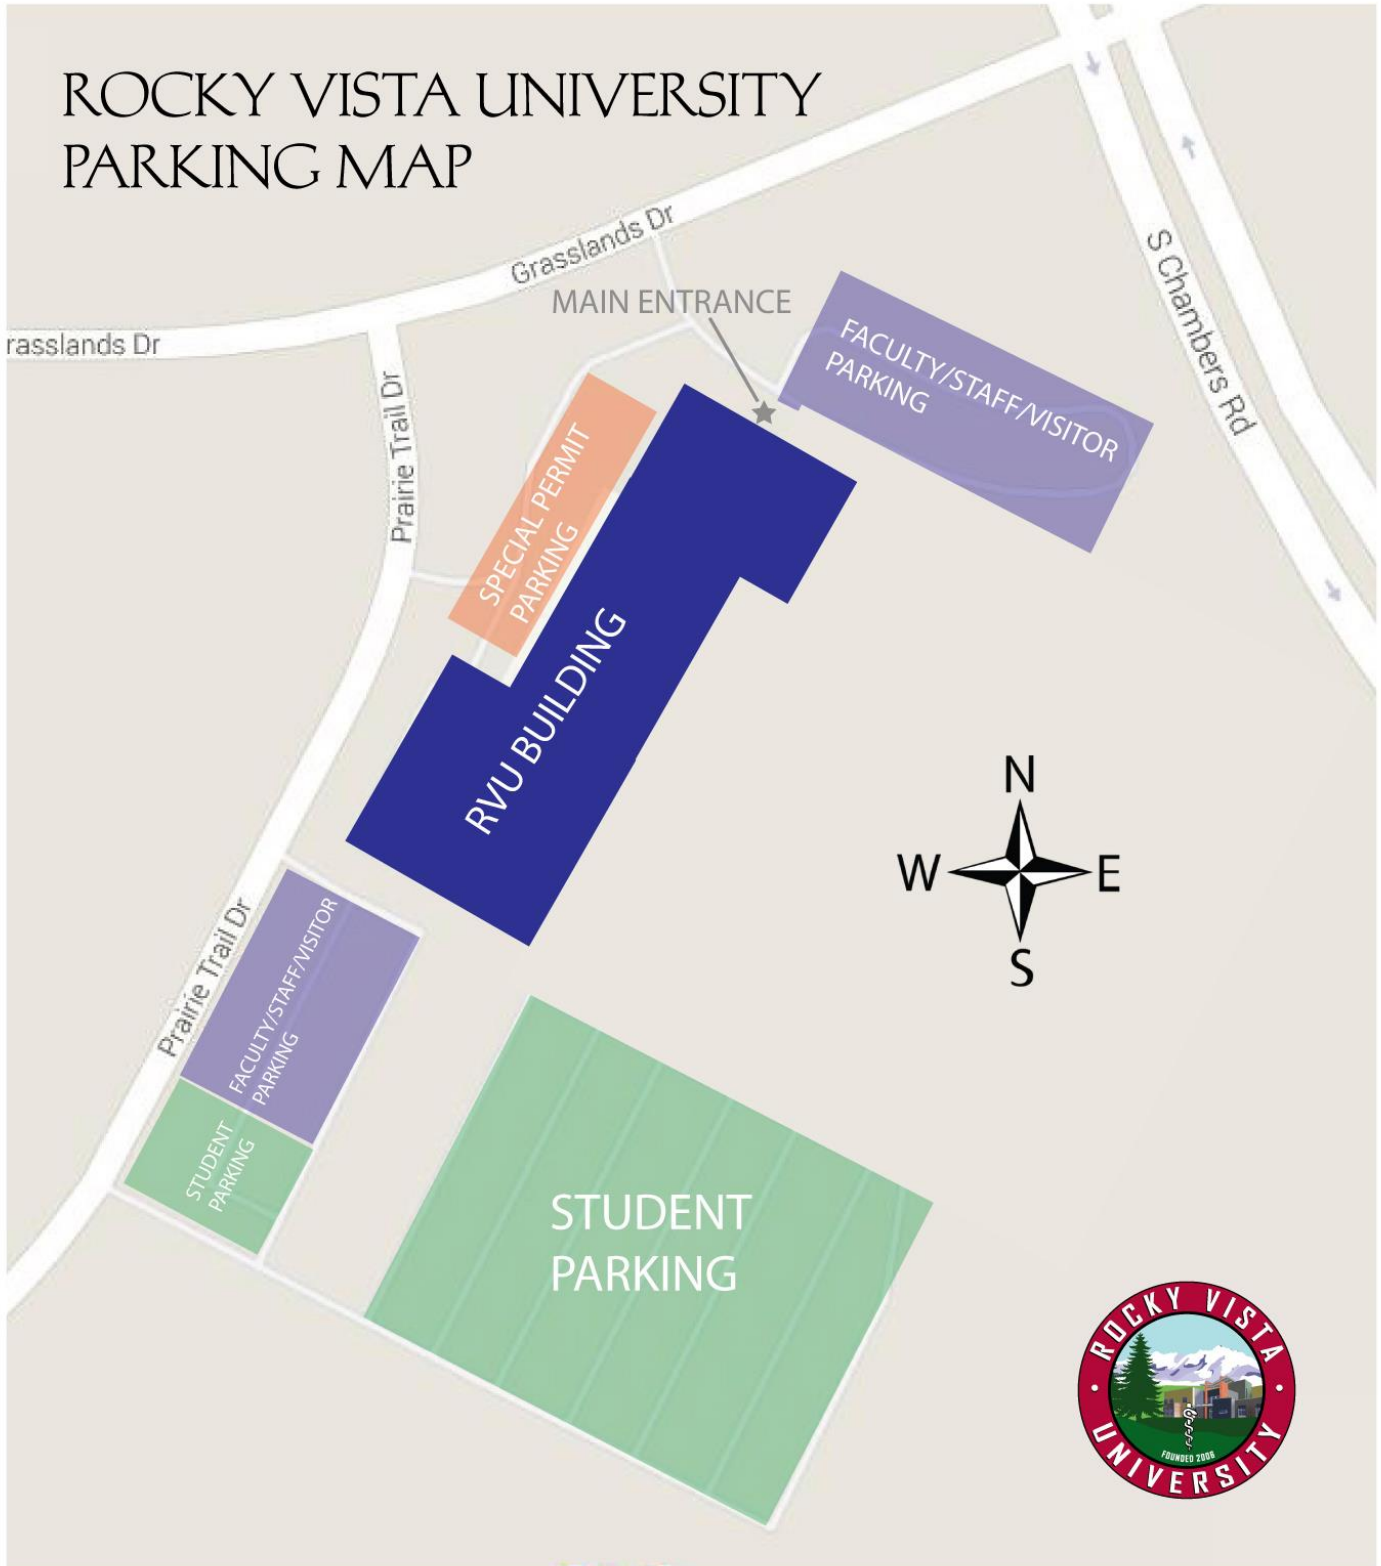 ROCKY VISTA UNIVERSITY
PARKING MAP
Grasslands Dr
MAIN ENTRANCE
rasslands Dr
S Chambers Rd
FACULTY/STAFF/VISITOR
PARKING
Prairie Trail Dr
SPECIAL PERMIT
PARKING
RVU BUILDING
N
W
E
S
Prairie Trail Dr
FACULTY/STAFF/VISITOR
PARKING
STUDENT
PARKING
STUDENT
PARKING
ROCKY VISTA
UNIVERSITY
FOUNDED 2006